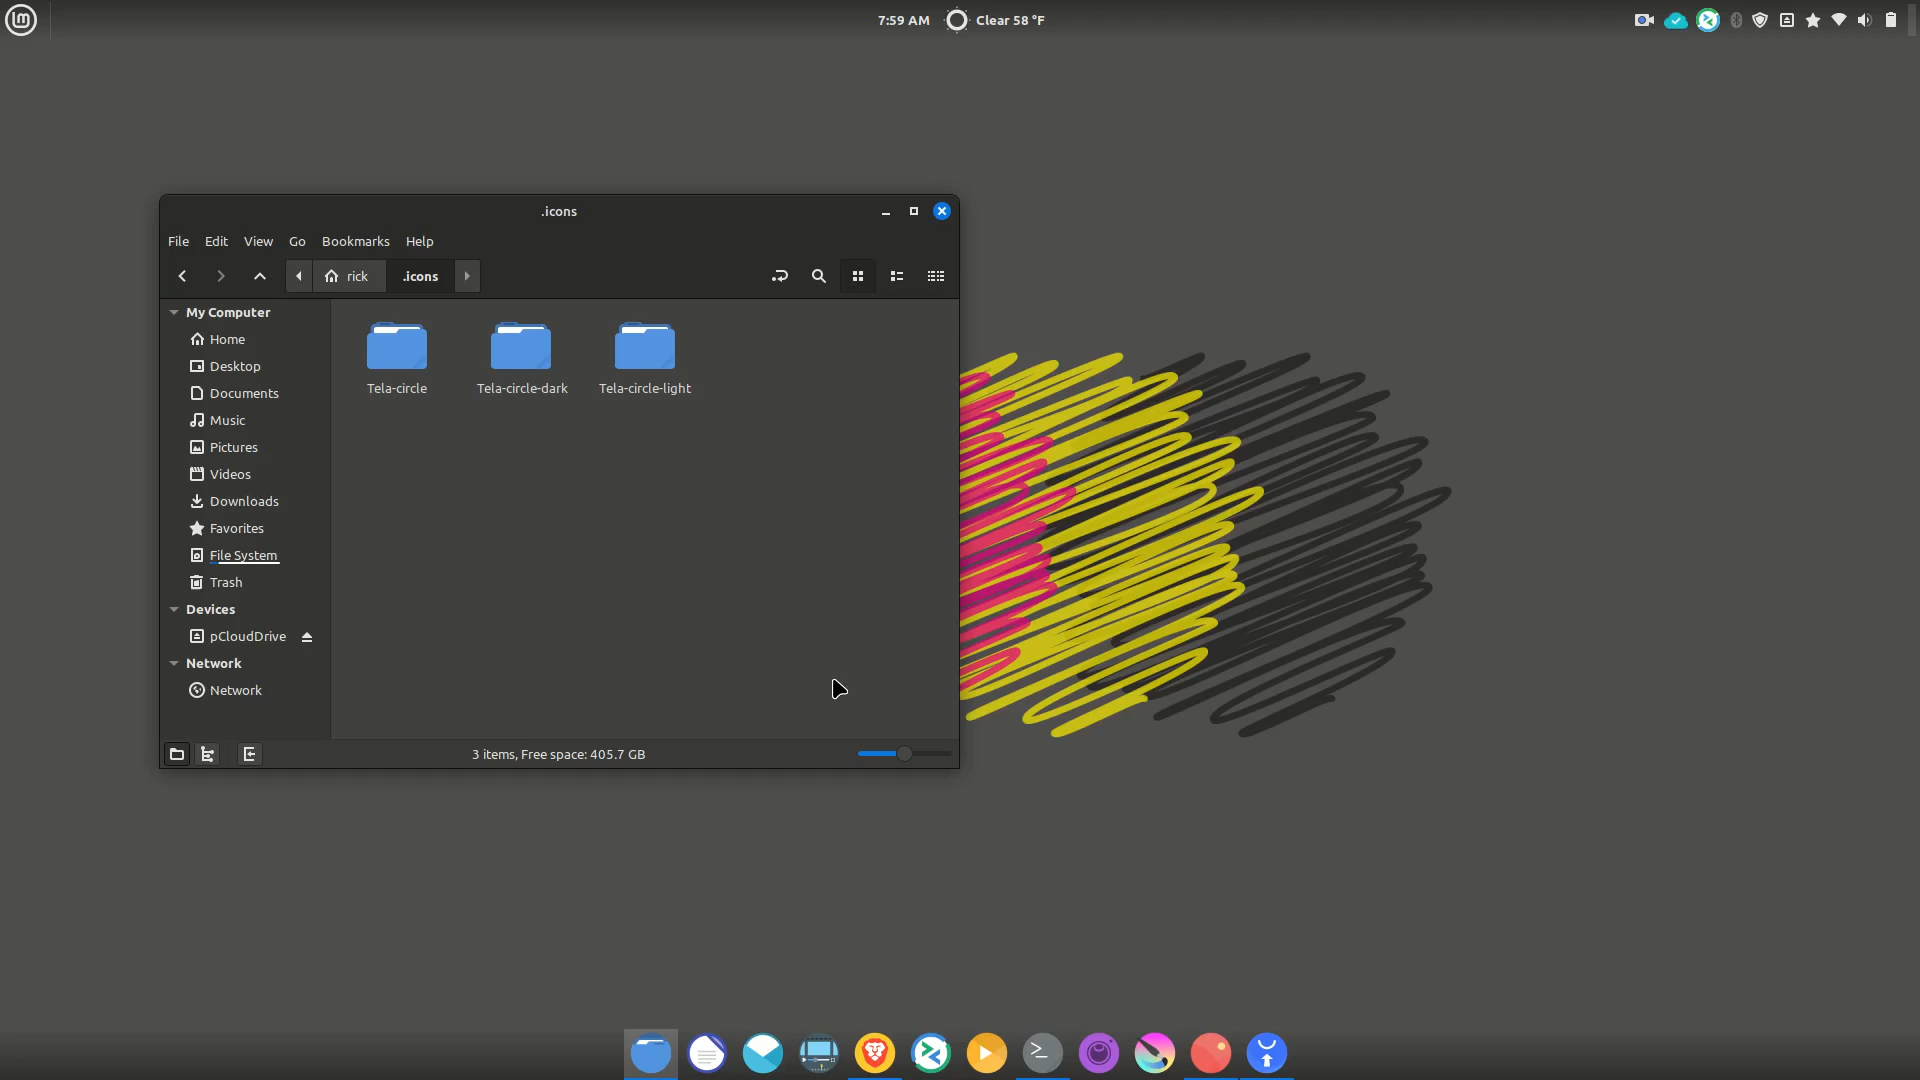 7:59 AM Clear 58 °F
.icons
File Edit View Go Bookmarks Help
rick .icons
My Computer
Home
Desktop
Documents
Music
Pictures
Videos
Downloads
Favorites
File System
Trash
Devices
pCloudDrive
Network
Network
Tela-circle Tela-circle-dark Tela-circle-light
3 items, Free space: 405.7 GB